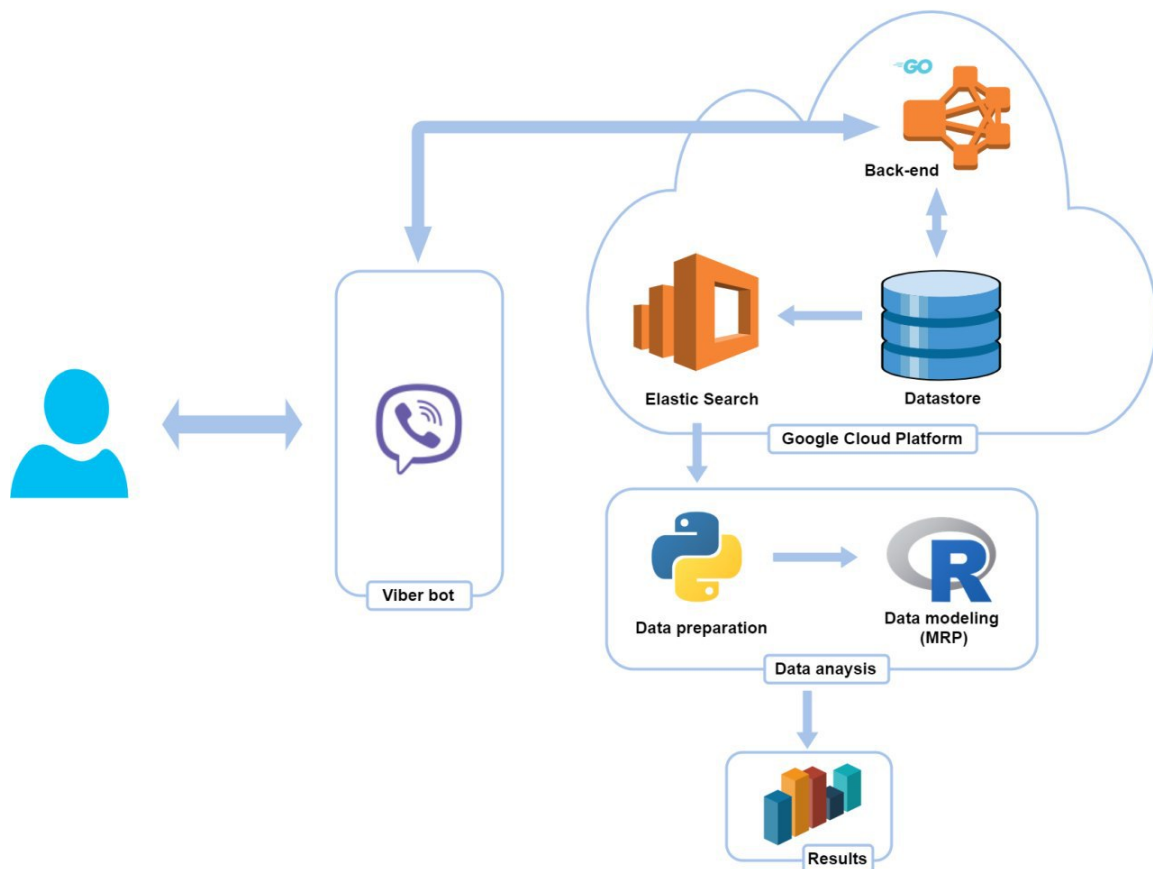 GO
Back-end
Elastic Search
Datastore
Google Cloud Platform
Viber bot
Data preparation
Data modeling
(MRP)
Data anaysis
Results